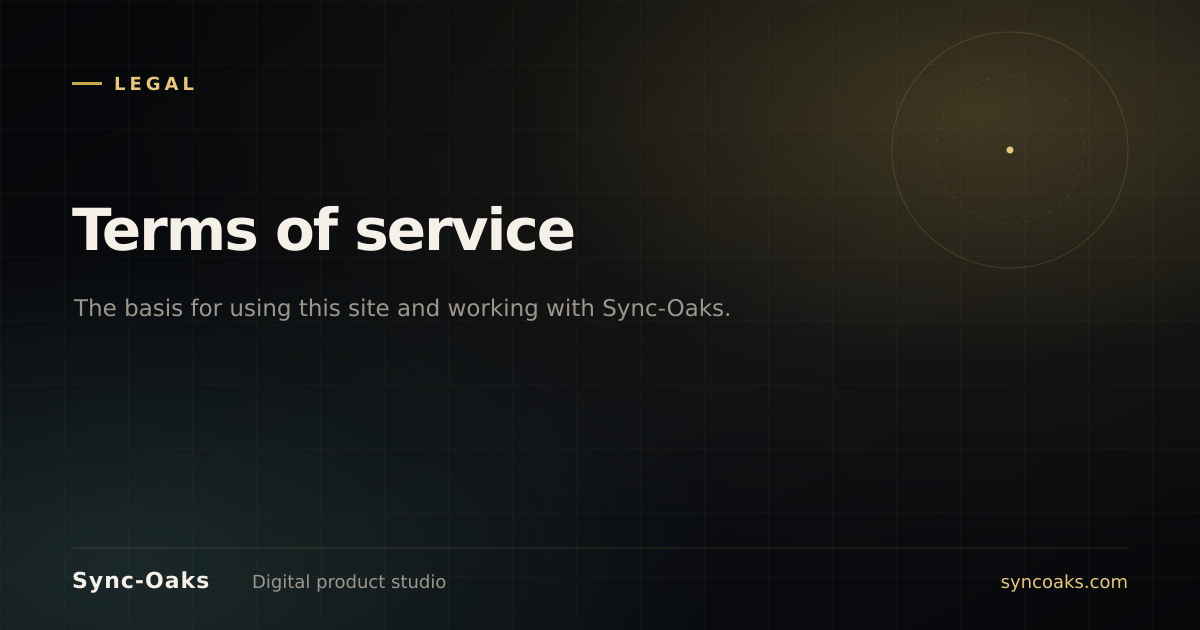 LEGAL
Terms of service
The basis for using this site and working with Sync-Oaks.
Sync-Oaks Digital product studio syncoaks.com